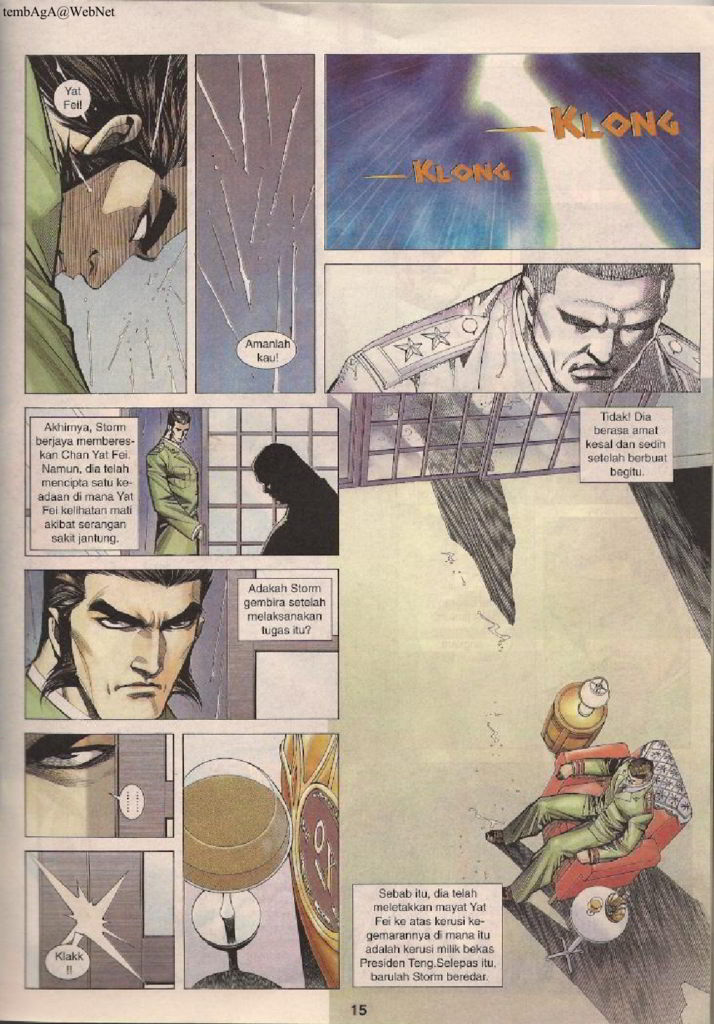 tembAgA@WebNet
Yat
Fei!
Amanlah
kau!
KLONG
KLONG
Akhirnya, Storm
berjaya memberes-
kan Chan Yat Fei.
Namun, dia telah
mencipta satu ke-
adaan di mana Yat
Fei kelihatan mati
akibat serangan
sakit jantung.
Tidak! Dia
berasa amat
kesal dan sedih
setelah berbuat
begitu.
Adakah Storm
gembira setelah
melaksanakan
tugas itu?
......
Klakk
!!
Sebab itu, dia telah
meletakkan mayat Yat
Fei ke atas kerusi ke-
gemarannya di mana itu
adalah kerusi milik bekas
Presiden Teng.Selepas itu,
barulah Storm beredar.
15